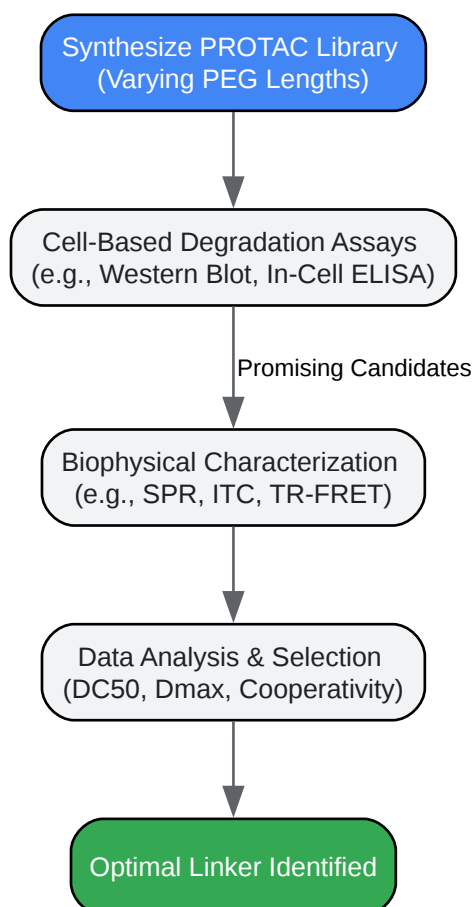 Synthesize PROTAC Library
(Varying PEG Lengths)
Cell-Based Degradation Assays
(e.g., Western Blot, In-Cell ELISA)
Promising Candidates
Biophysical Characterization
(e.g., SPR, ITC, TR-FRET)
Data Analysis & Selection
(DC50, Dmax, Cooperativity)
Optimal Linker Identified